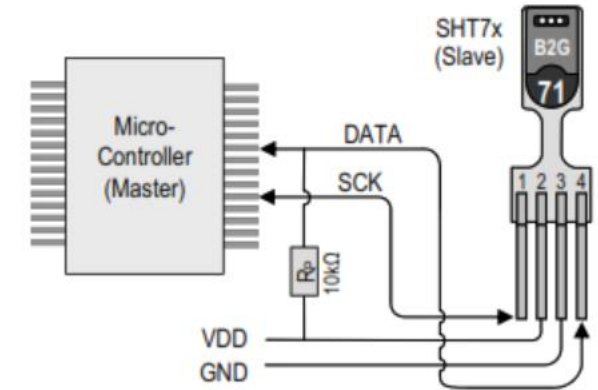 SHT7x
(Slave)
B2G
71
Micro-
Controller
(Master)
DATA
SCK
1 2 3 4
RP
10kΩ
VDD
GND